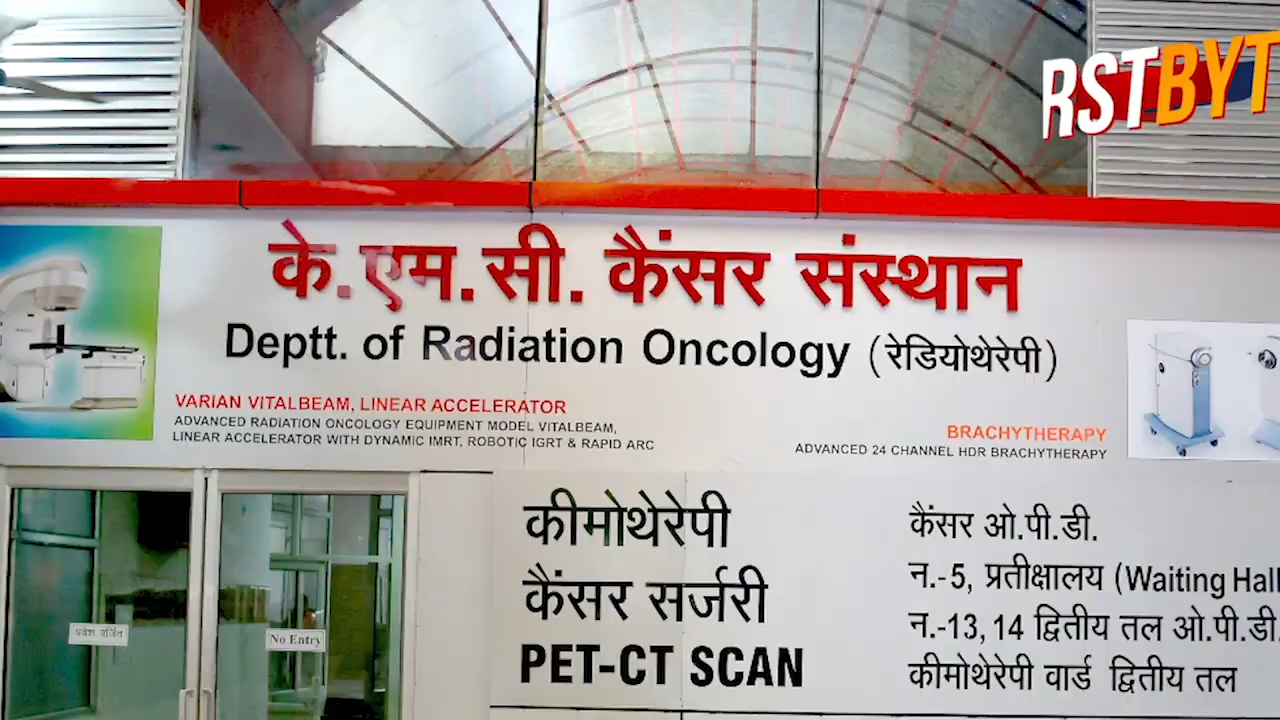 RSTBYT
के.एम.सी. कैंसर संस्थान
Deptt. of Radiation Oncology (रेडियोथेरेपी)
VARIAN VITALBEAM, LINEAR ACCELERATOR
ADVANCED RADIATION ONCOLOGY EQUIPMENT MODEL VITALBEAM,
LINEAR ACCELERATOR WITH DYNAMIC IMRT, ROBOTIC IGRT & RAPID ARC
BRACHYTHERAPY
ADVANCED 24 CHANNEL HDR BRACHYTHERAPY
कीमोथेरेपी
कैंसर सर्जरी
PET-CT SCAN
कैंसर ओ.पी.डी.
न.-5, प्रतीक्षालय (Waiting Hall
न.-13, 14 द्वितीय तल ओ.पी.डी.
कीमोथेरेपी वार्ड द्वितीय तल
प्रवेश वर्जित
No Entry